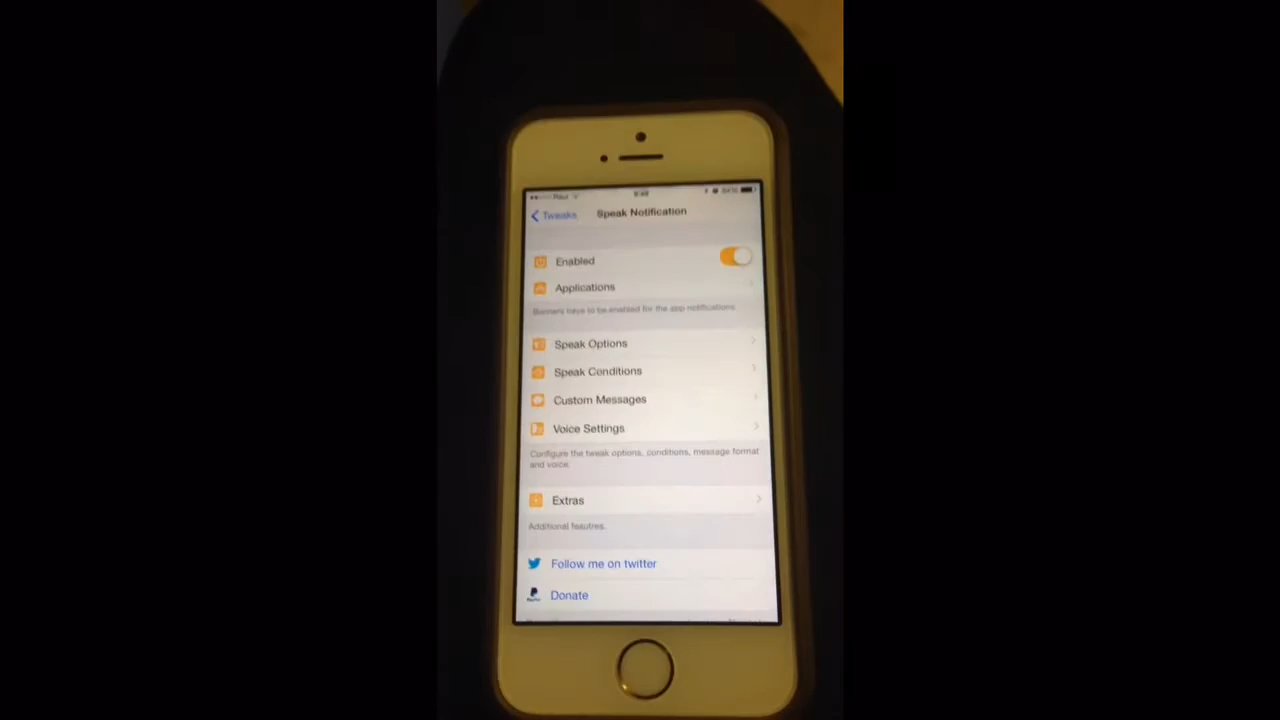 84%
Tweaks
Speak Notification
Enabled
Applications
Banners have to be enabled for the app notifications.
Speak Options
Speak Conditions
Custom Messages
Voice Settings
Configure the tweak options, conditions, message format
and voice.
Extras
Additional feautres.
Follow me on twitter
Donate